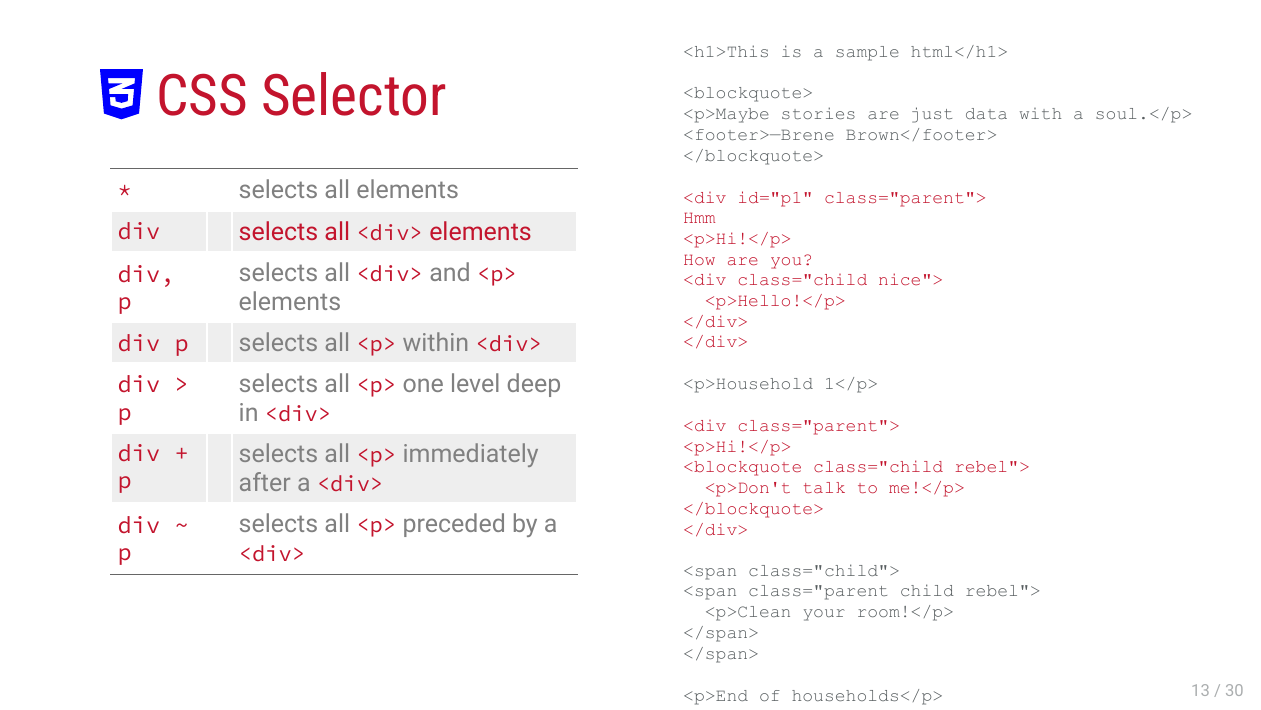 CSS Selector
* selects all elements
div selects all <div> elements
div, selects all <div> and <p>
p elements
div p selects all <p> within <div>
div > selects all <p> one level deep
p in <div>
div + selects all <p> immediately
p after a <div>
div ~ selects all <p> preceded by a
p <div>
<h1>This is a sample html</h1>
<blockquote>
<p>Maybe stories are just data with a soul.</p>
<footer>—Brene Brown</footer>
</blockquote>
<div id="p1" class="parent">
Hmm
<p>Hi!</p>
How are you?
<div class="child nice">
  <p>Hello!</p>
</div>
</div>
<p>Household 1</p>
<div class="parent">
<p>Hi!</p>
<blockquote class="child rebel">
  <p>Don't talk to me!</p>
</blockquote>
</div>
<span class="child">
<span class="parent child rebel">
  <p>Clean your room!</p>
</span>
</span>
<p>End of households</p>
13 / 30